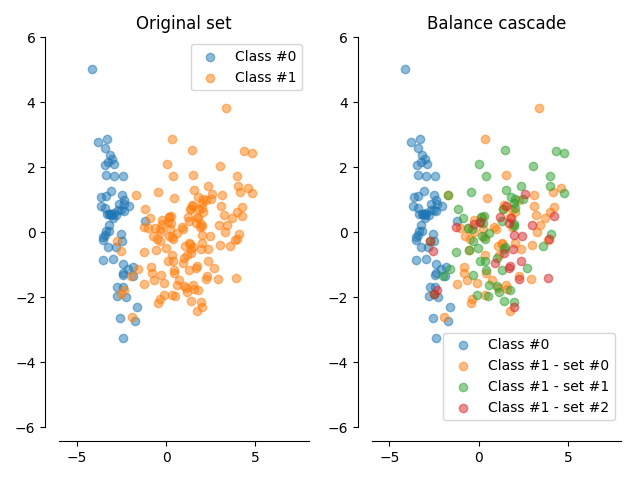 Original set
Balance cascade
Class #0
Class #1
6
4
2
0
−2
−4
−6
−5
0
5
6
4
2
0
−2
−4
−6
−5
0
5
Class #0
Class #1 - set #0
Class #1 - set #1
Class #1 - set #2